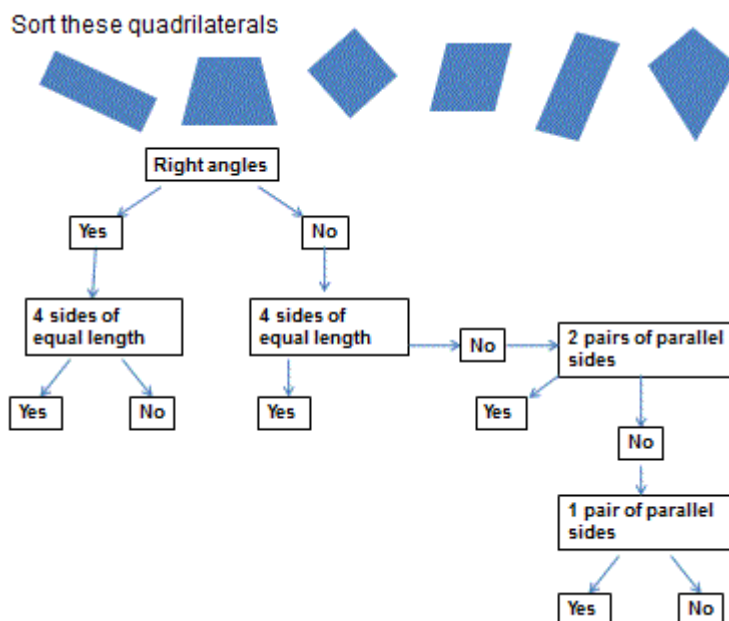 Sort these quadrilaterals
Right angles
Yes
No
4 sides of
equal length
4 sides of
equal length
No
2 pairs of parallel
sides
Yes
No
Yes
Yes
No
1 pair of parallel
sides
Yes
No